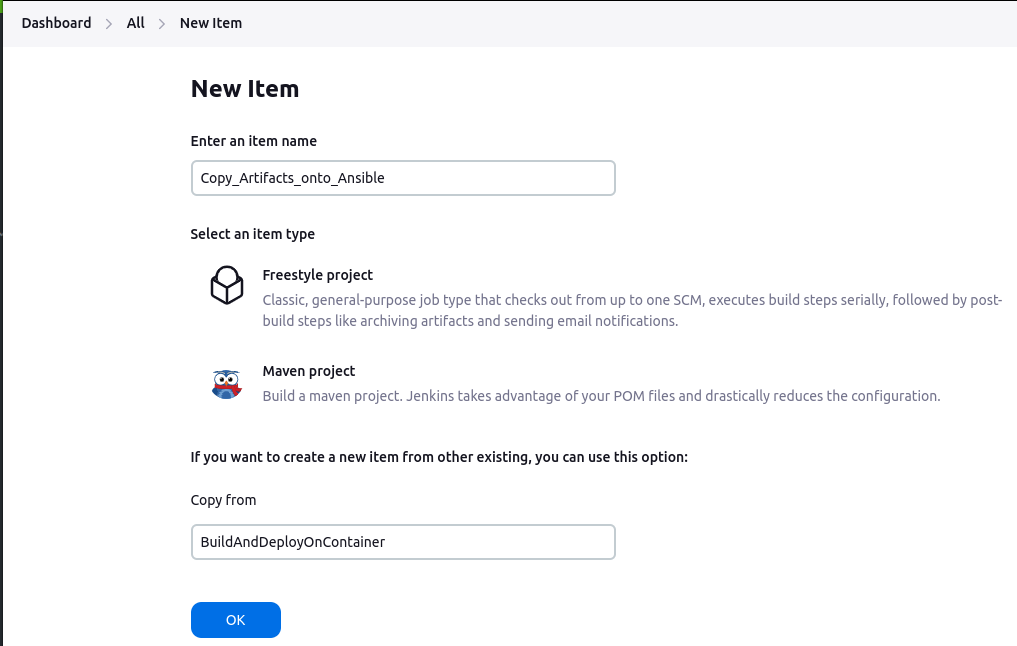 Dashboard > All > New Item
New Item
Enter an item name
Copy_Artifacts_onto_Ansible
Select an item type
Freestyle project
Classic, general-purpose job type that checks out from up to one SCM, executes build steps serially, followed by post-
build steps like archiving artifacts and sending email notifications.
Maven project
Build a maven project. Jenkins takes advantage of your POM files and drastically reduces the configuration.
If you want to create a new item from other existing, you can use this option:
Copy from
BuildAndDeployOnContainer
OK